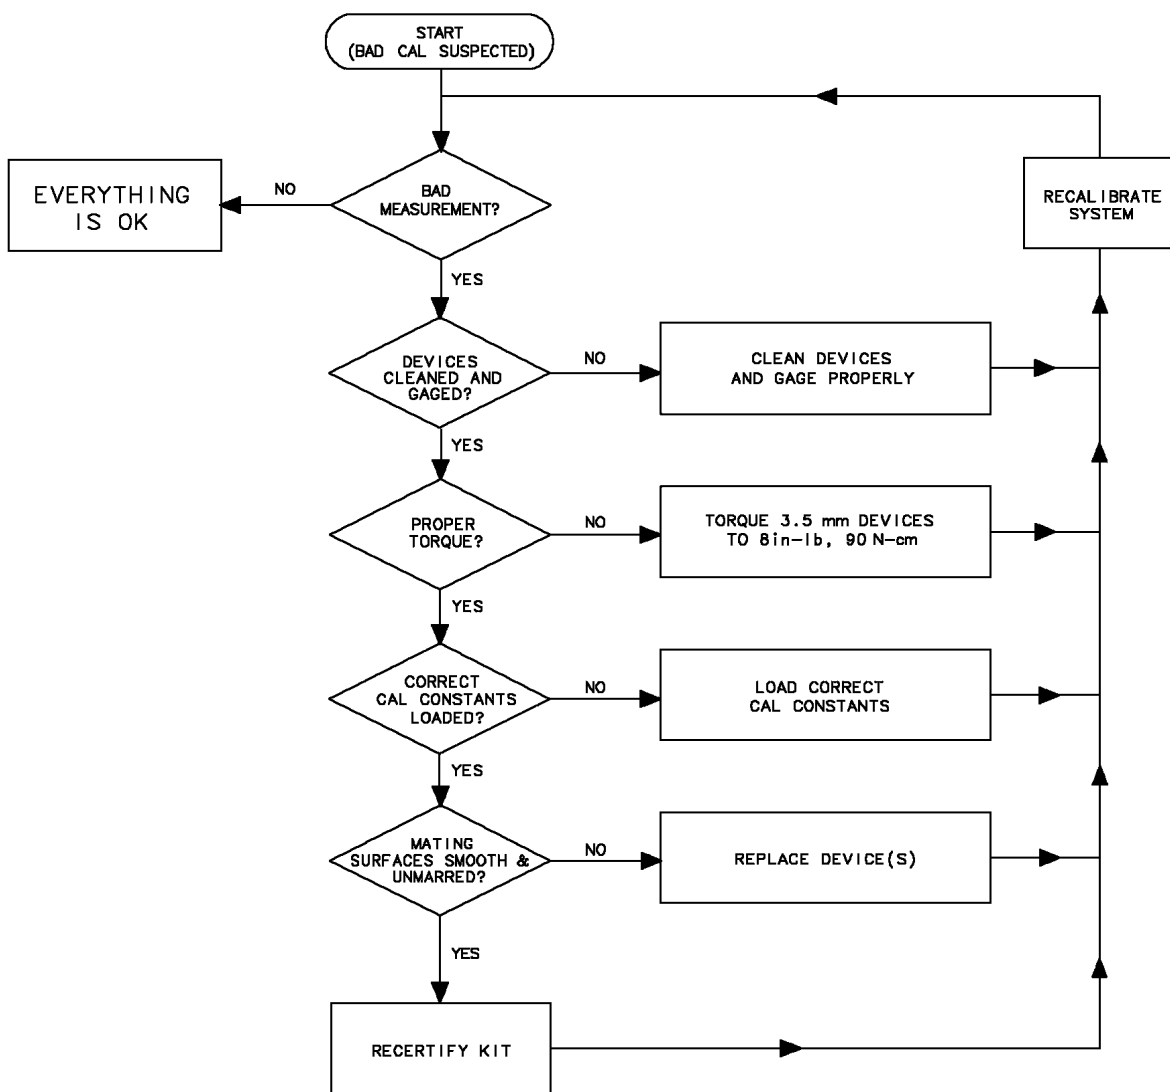 START
(BAD CAL SUSPECTED)
BAD
MEASUREMENT?
NO
EVERYTHING
IS OK
RECALIBRATE
SYSTEM
YES
DEVICES
CLEANED AND
GAGED?
NO
CLEAN DEVICES
AND GAGE PROPERLY
YES
PROPER
TORQUE?
NO
TORQUE 3.5 mm DEVICES
TO 8in-lb, 90 N-cm
YES
CORRECT
CAL CONSTANTS
LOADED?
NO
LOAD CORRECT
CAL CONSTANTS
YES
MATING
SURFACES SMOOTH &
UNMARRED?
NO
REPLACE DEVICE(S)
YES
RECERTIFY KIT